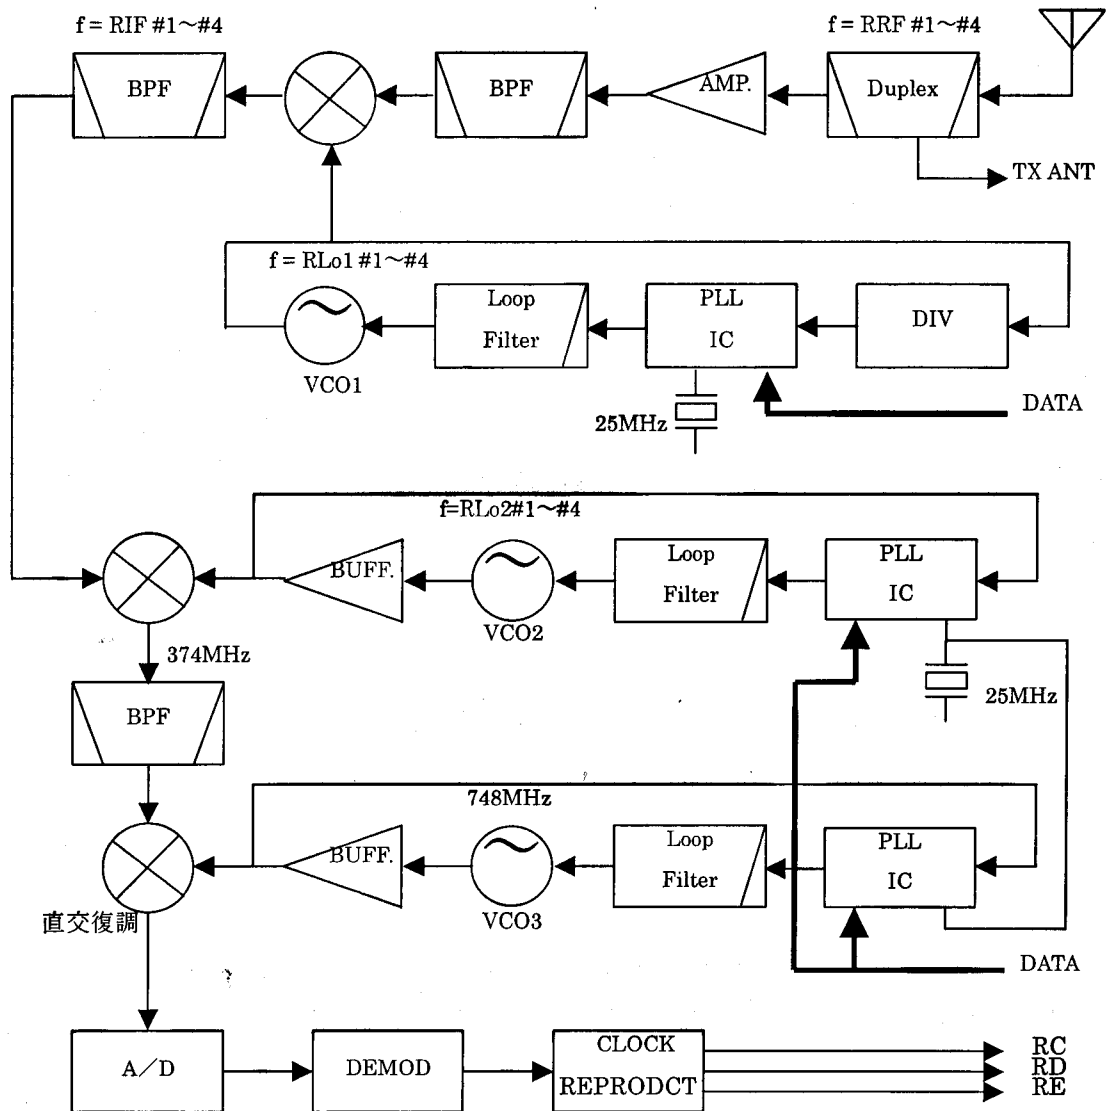 f = RIF #1～#4
f = RRF #1～#4
BPF
BPF
AMP.
Duplex
TX ANT
f = RLo1 #1～#4
Loop
Filter
PLL
IC
DIV
VCO1
25MHz
DATA
f=RLo2#1～#4
BUFF.
Loop
Filter
PLL
IC
VCO2
374MHz
25MHz
BPF
748MHz
BUFF.
Loop
Filter
PLL
IC
VCO3
直交復調
DATA
A／D
DEMOD
CLOCK
REPRODCT
RC
RD
RE